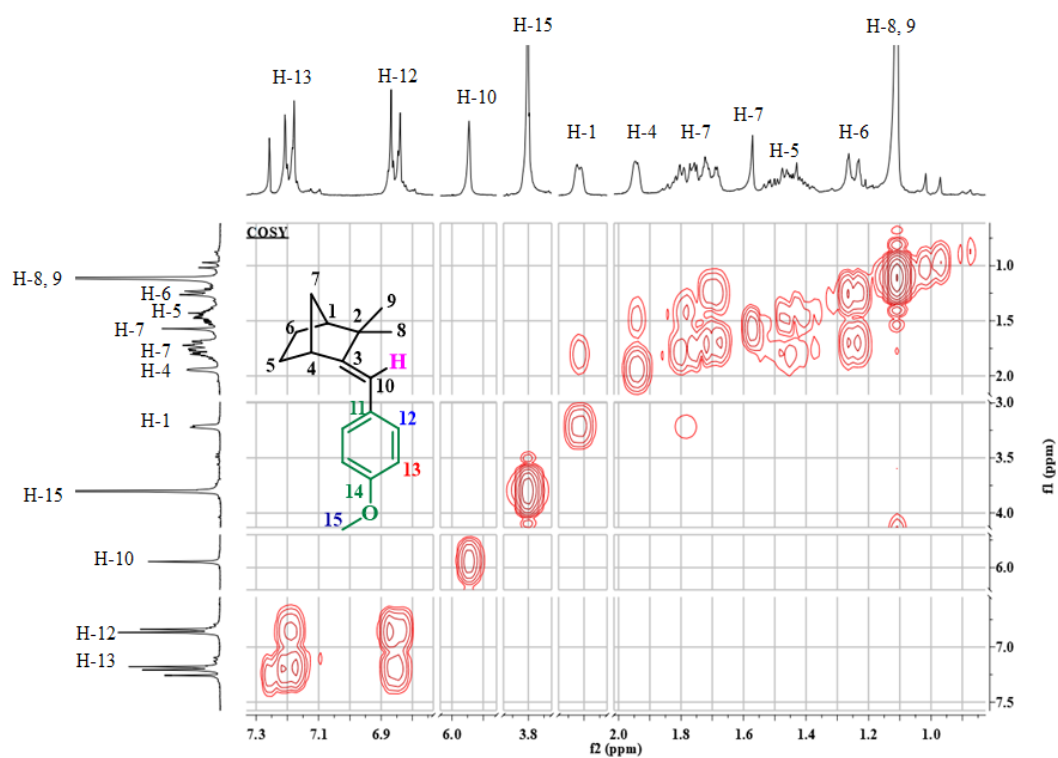 H-15
H-8, 9
H-13
H-12
H-10
H-1
H-4
H-7
H-7
H-5
H-6
COSY
H-8, 9
H-6
H-5
H-7
H-7
H-4
H-1
H-15
H-10
H-12
H-13
7
9
1
2
6
8
5
4
3
H
10
11
12
13
14
O
15
1.0
1.5
2.0
3.0
3.5
4.0
6.0
7.0
7.5
f1 (ppm)
7.3 7.1 6.9 6.0 3.8 2.0 1.8 1.6 1.4 1.2 1.0
f2 (ppm)